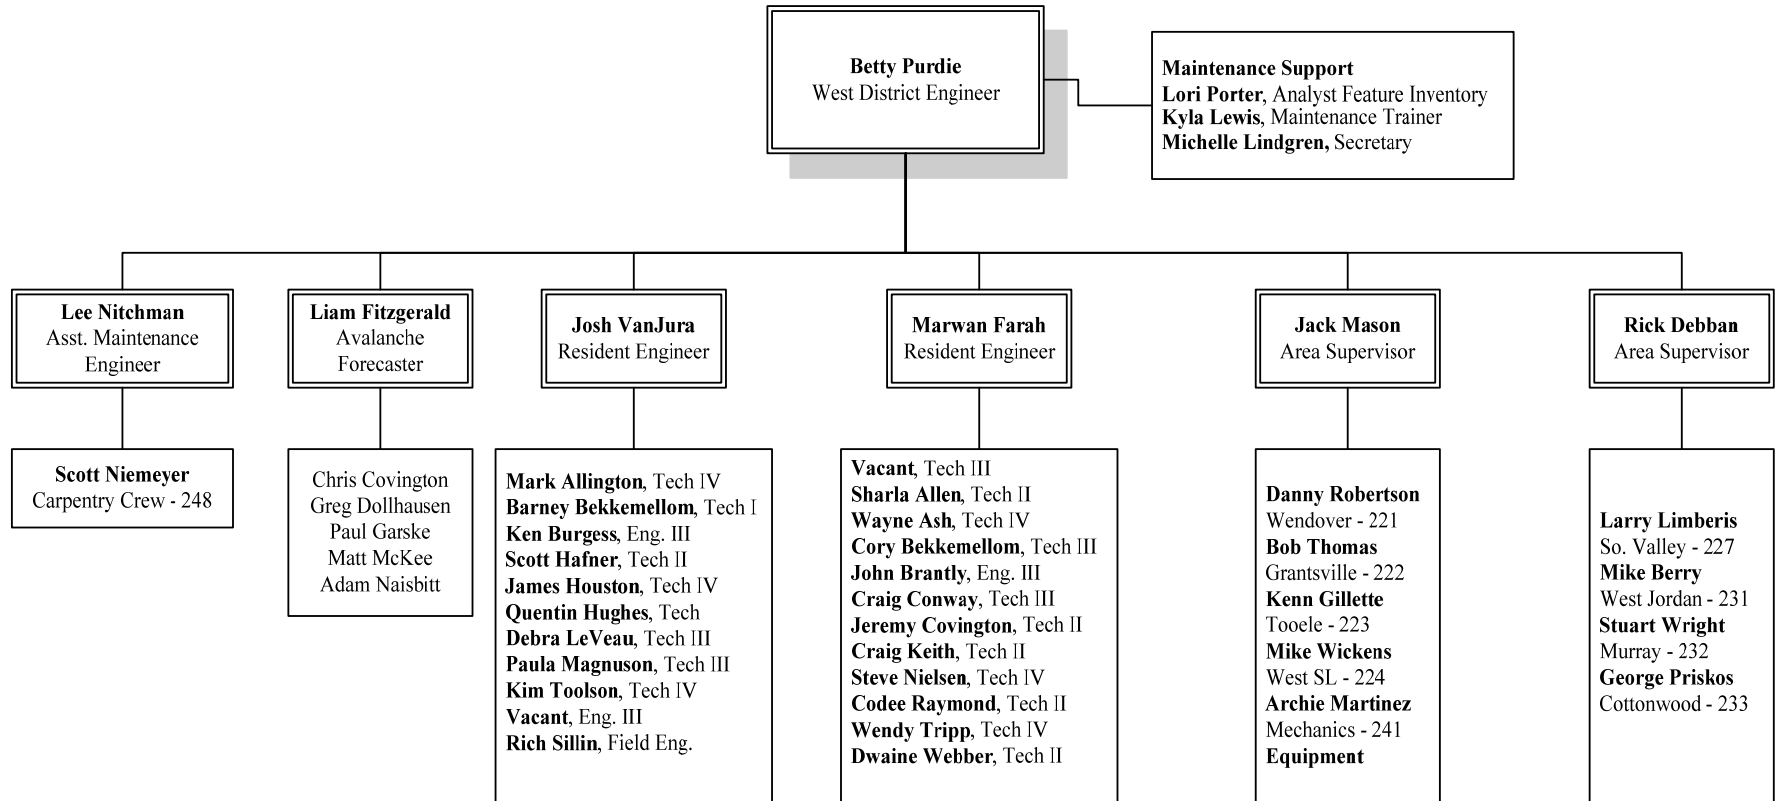 Betty Purdie
West District Engineer
Maintenance Support
Lori Porter, Analyst Feature Inventory
Kyla Lewis, Maintenance Trainer
Michelle Lindgren, Secretary
Lee Nitchman
Asst. Maintenance
Engineer
Liam Fitzgerald
Avalanche
Forecaster
Josh VanJura
Resident Engineer
Marwan Farah
Resident Engineer
Jack Mason
Area Supervisor
Rick Debban
Area Supervisor
Scott Niemeyer
Carpentry Crew - 248
Chris Covington
Greg Dollhausen
Paul Garske
Matt McKee
Adam Naisbitt
Mark Allington, Tech IV
Barney Bekkemellom, Tech I
Ken Burgess, Eng. III
Scott Hafner, Tech II
James Houston, Tech IV
Quentin Hughes, Tech
Debra LeVeau, Tech III
Paula Magnuson, Tech III
Kim Toolson, Tech IV
Vacant, Eng. III
Rich Sillin, Field Eng.
Vacant, Tech III
Sharla Allen, Tech II
Wayne Ash, Tech IV
Cory Bekkemellom, Tech III
John Brantly, Eng. III
Craig Conway, Tech III
Jeremy Covington, Tech II
Craig Keith, Tech II
Steve Nielsen, Tech IV
Codee Raymond, Tech II
Wendy Tripp, Tech IV
Dwaine Webber, Tech II
Danny Robertson
Wendover - 221
Bob Thomas
Grantsville - 222
Kenn Gillette
Tooele - 223
Mike Wickens
West SL - 224
Archie Martinez
Mechanics - 241
Equipment
Larry Limberis
So. Valley - 227
Mike Berry
West Jordan - 231
Stuart Wright
Murray - 232
George Priskos
Cottonwood - 233